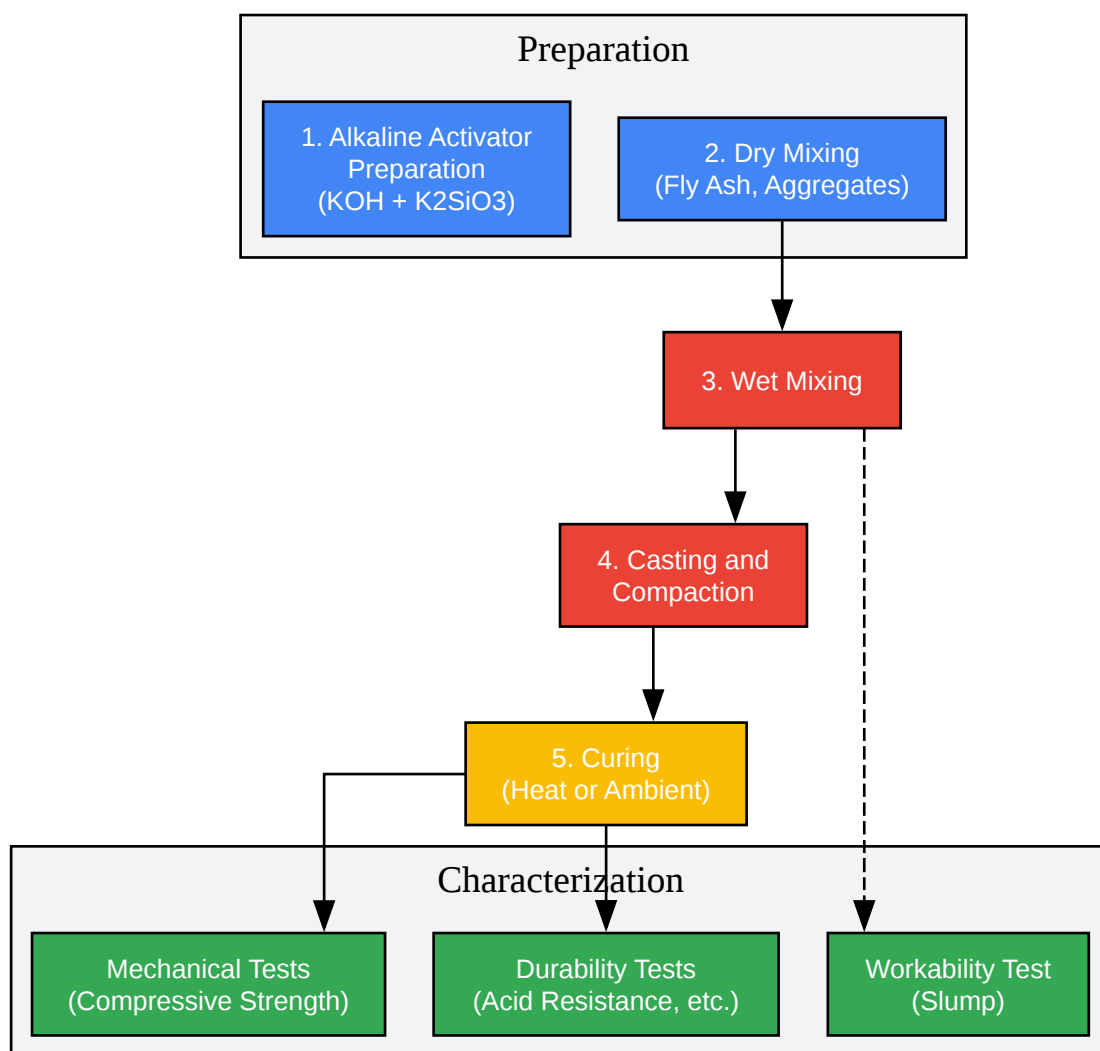 Preparation
1. Alkaline Activator
Preparation
(KOH + K2SiO3)
2. Dry Mixing
(Fly Ash, Aggregates)
3. Wet Mixing
4. Casting and
Compaction
5. Curing
(Heat or Ambient)
Characterization
Mechanical Tests
(Compressive Strength)
Durability Tests
(Acid Resistance, etc.)
Workability Test
(Slump)